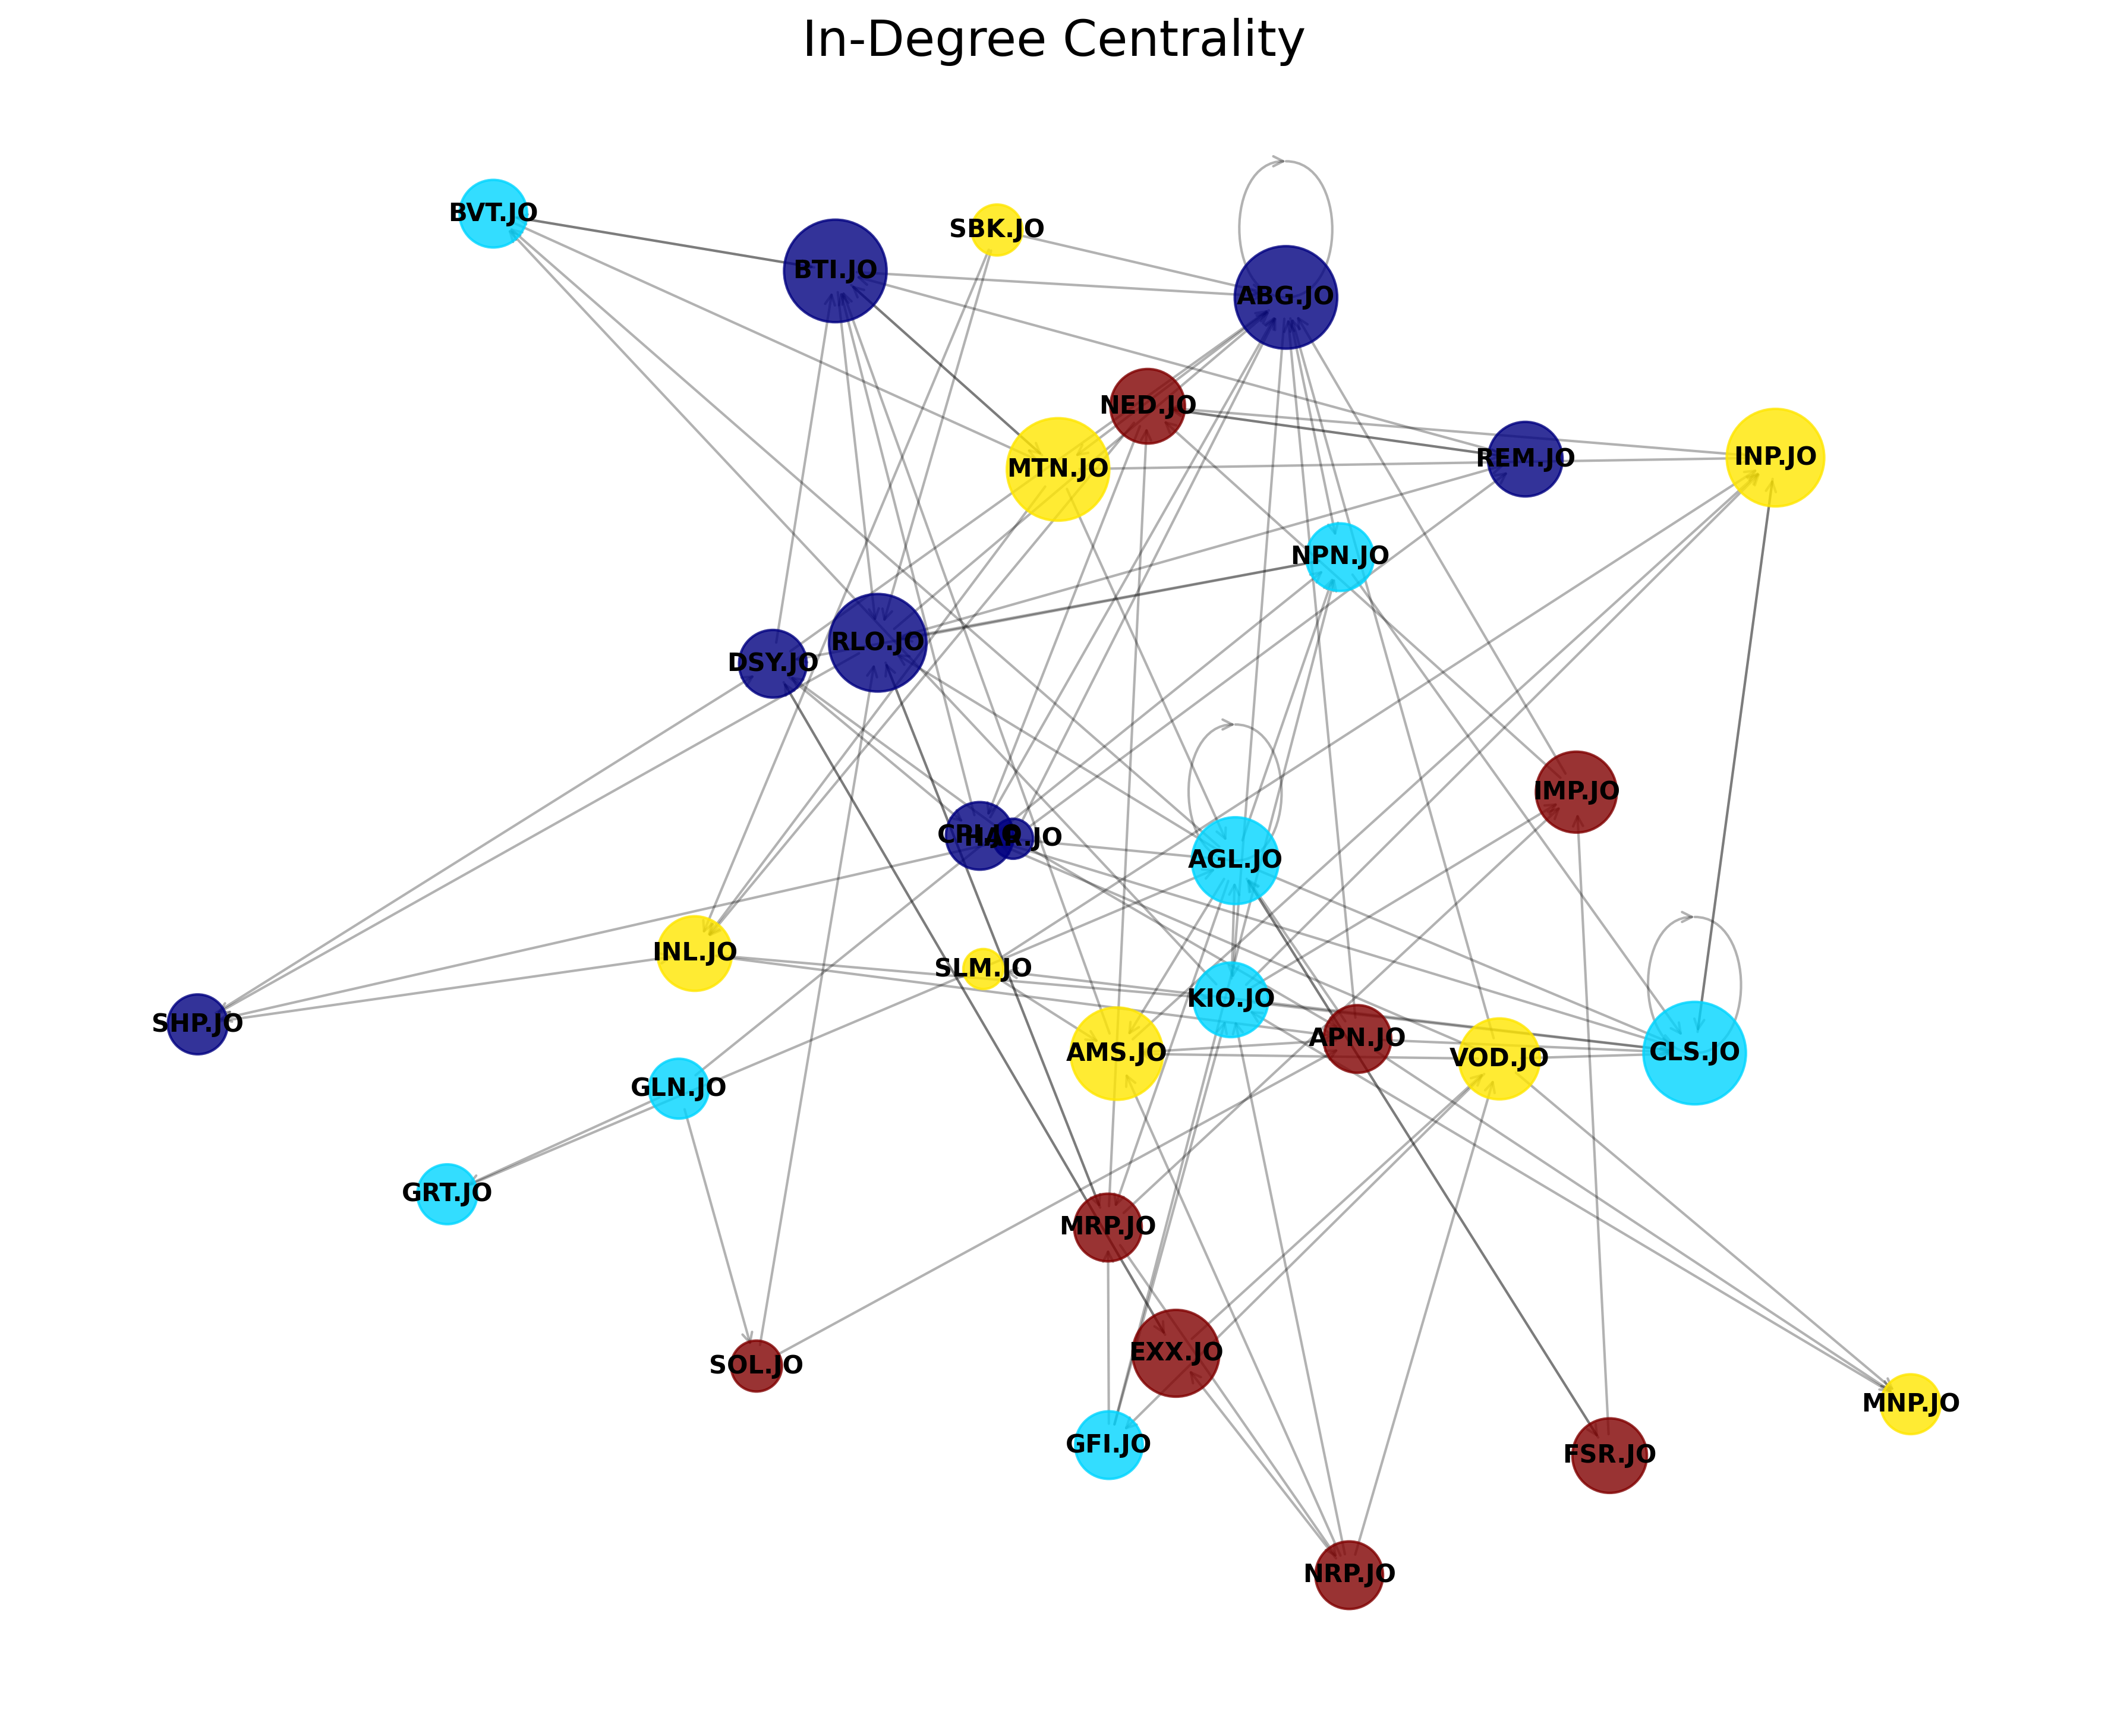 In-Degree Centrality
BVT.JO
SBK.JO
BTI.JO
ABG.JO
NED.JO
MTN.JO
REM.JO
INP.JO
NPN.JO
RLO.JO
DSY.JO
IMP.JO
CPI.JO
HAR.JO
AGL.JO
INL.JO
SLM.JO
KIO.JO
SHP.JO
APN.JO
AMS.JO
VOD.JO
CLS.JO
GLN.JO
GRT.JO
MRP.JO
EXX.JO
SOL.JO
MNP.JO
GFI.JO
FSR.JO
NRP.JO